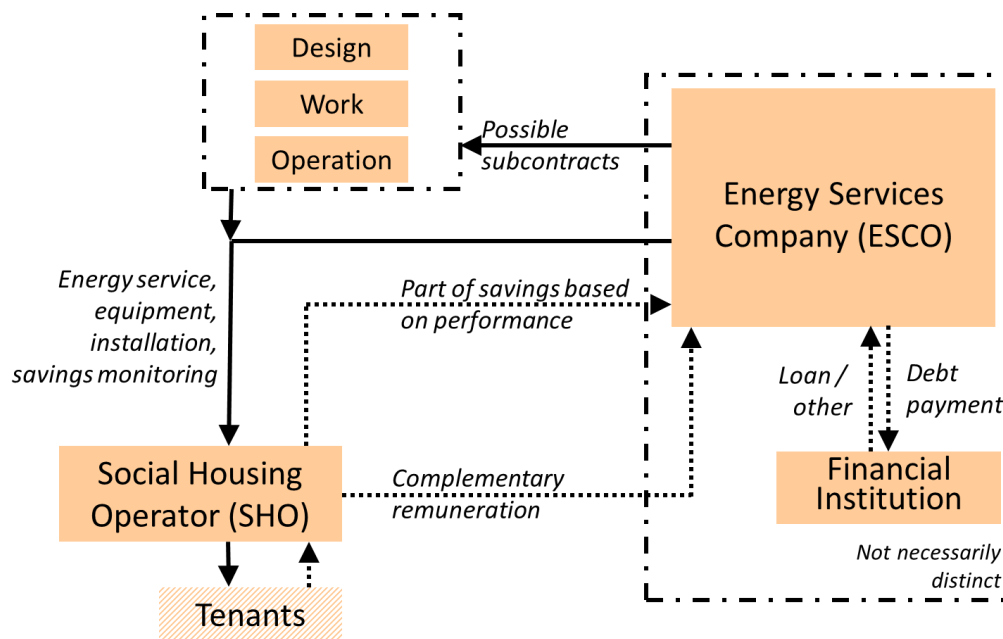 Design
Work
Operation
Possible
subcontracts
Energy Services
Company (ESCO)
Energy service,
equipment,
installation,
savings monitoring
Part of savings based
on performance
Loan /
other
Debt
payment
Social Housing
Operator (SHO)
Complementary
remuneration
Financial
Institution
Not necessarily
distinct
Tenants